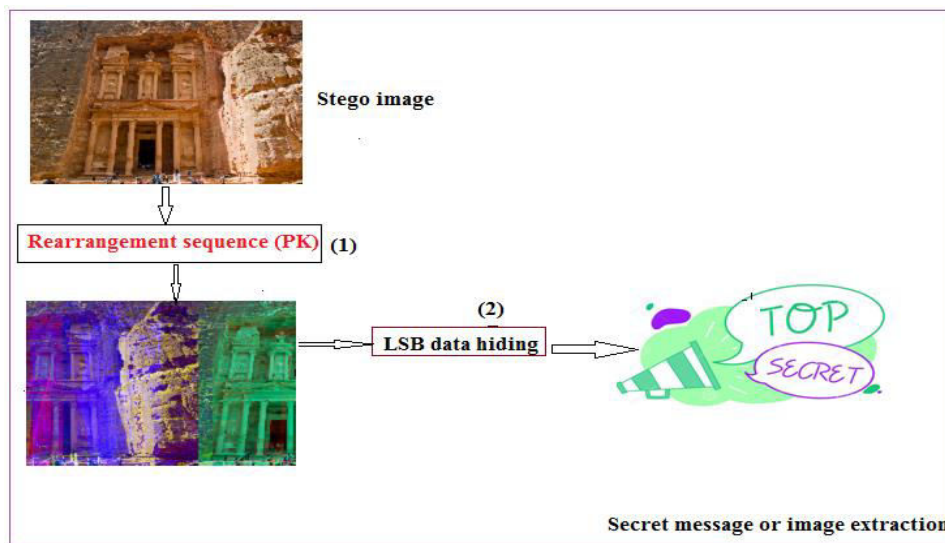 Stego image
Rearrangement sequence (PK) (1)
(2)
LSB data hiding
TOP
SECRET
Secret message or image extraction